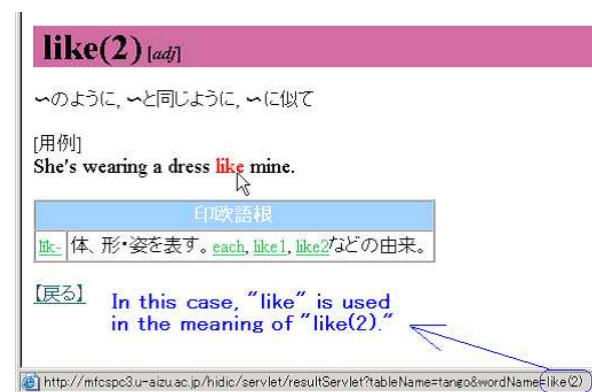 like(2) [adj]
〜のように, 〜と同じように, 〜に似て
[用例]
She's wearing a dress like mine.
印欧語根
lik- 体、形・姿を表す。each, like1, like2などの由来。
【戻る】
In this case, "like" is used
in the meaning of "like(2)."
http://mfcspc3.u-aizu.ac.jp/hidic/servlet/resultServlet?tableName=tango&wordName=like(2)